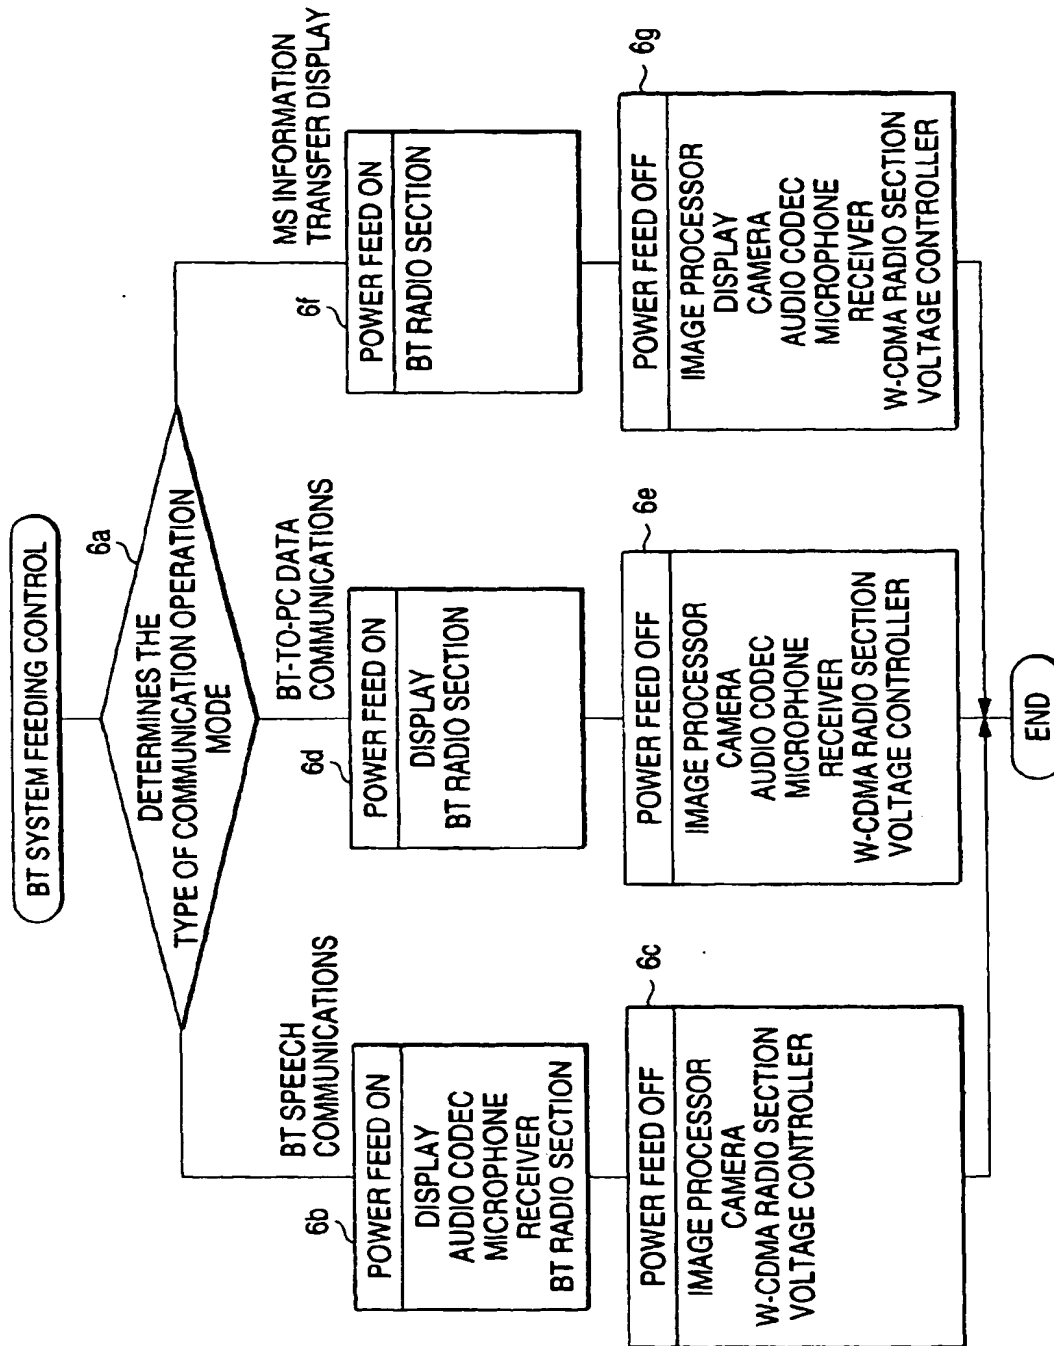 BT SYSTEM FEEDING CONTROL
6a
DETERMINES THE
TYPE OF COMMUNICATION OPERATION
MODE
BT SPEECH
COMMUNICATIONS
6b
POWER FEED ON
DISPLAY
AUDIO CODEC
MICROPHONE
RECEIVER
BT RADIO SECTION
6c
POWER FEED OFF
IMAGE PROCESSOR
CAMERA
W-CDMA RADIO SECTION
VOLTAGE CONTROLLER
BT-TO-PC DATA
COMMUNICATIONS
6d
POWER FEED ON
DISPLAY
BT RADIO SECTION
6e
POWER FEED OFF
IMAGE PROCESSOR
CAMERA
AUDIO CODEC
MICROPHONE
RECEIVER
W-CDMA RADIO SECTION
VOLTAGE CONTROLLER
MS INFORMATION
TRANSFER DISPLAY
6f
POWER FEED ON
BT RADIO SECTION
6g
POWER FEED OFF
IMAGE PROCESSOR
DISPLAY
CAMERA
AUDIO CODEC
MICROPHONE
RECEIVER
W-CDMA RADIO SECTION
VOLTAGE CONTROLLER
END